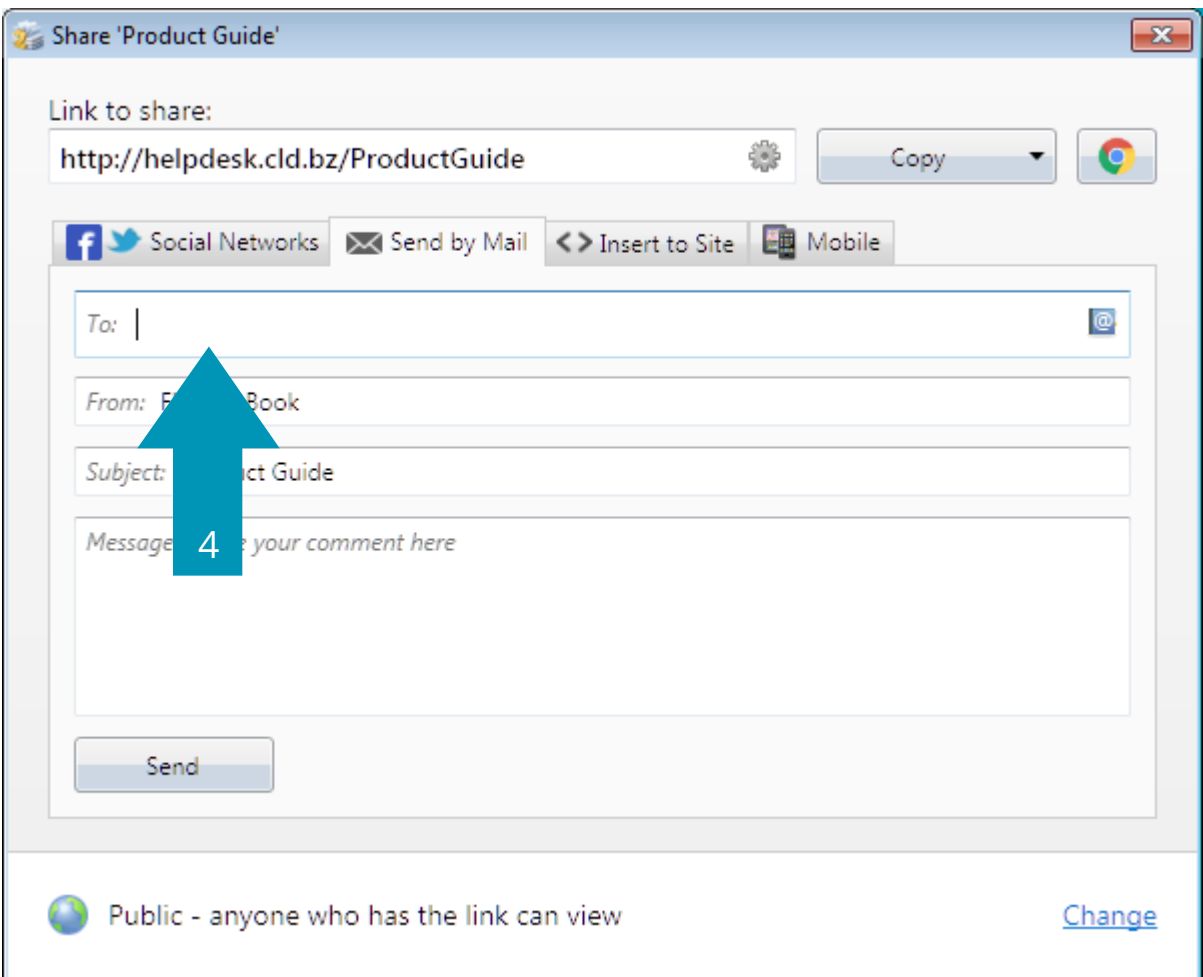 Share 'Product Guide'
Link to share:
http://helpdesk.cld.bz/ProductGuide Copy
Social Networks Send by Mail <> Insert to Site Mobile
To:
From: Book
Subject: Guide
Message your comment here
4
Send
Public - anyone who has the link can view Change